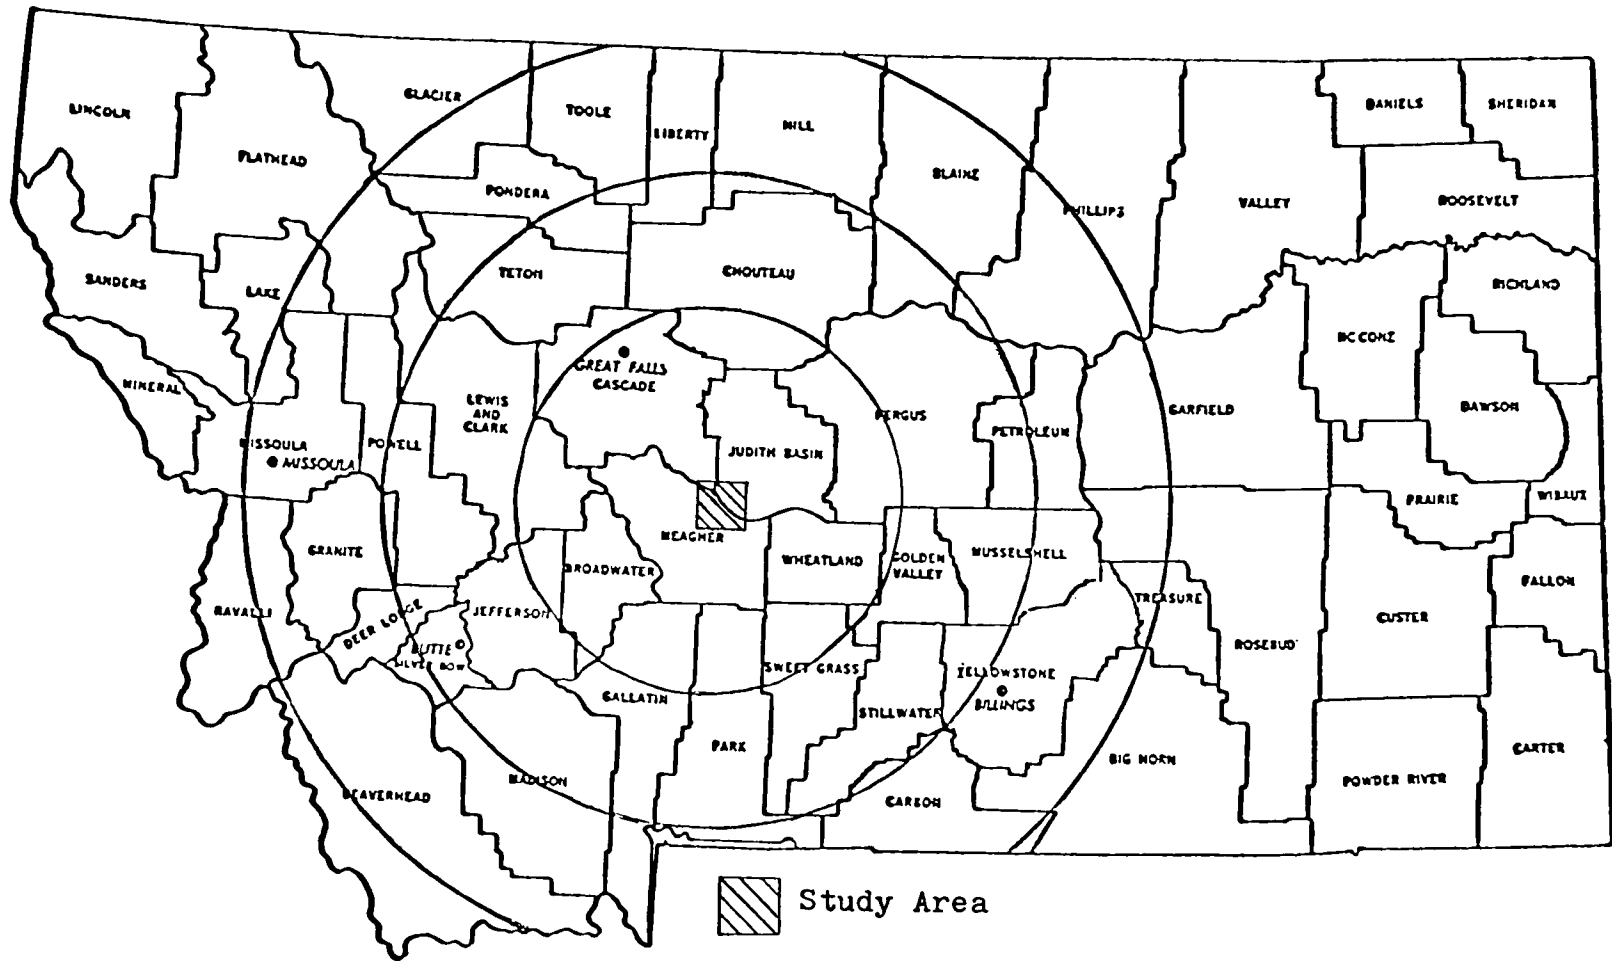 LINCOLN
GLACIER
TOOLE
LIBERTY
HILL
DANIELS
SHERIDAN
FLATHEAD
PONDERA
BLAINE
PHILLIPS
VALLEY
ROOSEVELT
SANDERS
LAKE
TETON
CHOUTEAU
RICHLAND
MCCONE
MINERAL
GREAT FALLS
CASCADE
LEWIS
AND
CLARK
FERGUS
GARFIELD
DAWSON
MISSOULA
MISSOULA
POWELL
JUDITH BASIN
PETROLEUM
PRAIRIE
WIBAUX
GRANITE
MEAGHER
BROADWATER
WHEATLAND
GOLDEN
VALLEY
MUSSELSHELL
FALLON
RAVALLI
DEER LODGE
JEFFERSON
TREASURE
CUSTER
ROSEBUD
BUTTE
SILVER BOW
SWEET GRASS
YELLOWSTONE
BILLINGS
GALLATIN
STILLWATER
PARK
BIG HORN
CARTER
BEAVERHEAD
MADISON
CARBON
POWDER RIVER
Study Area